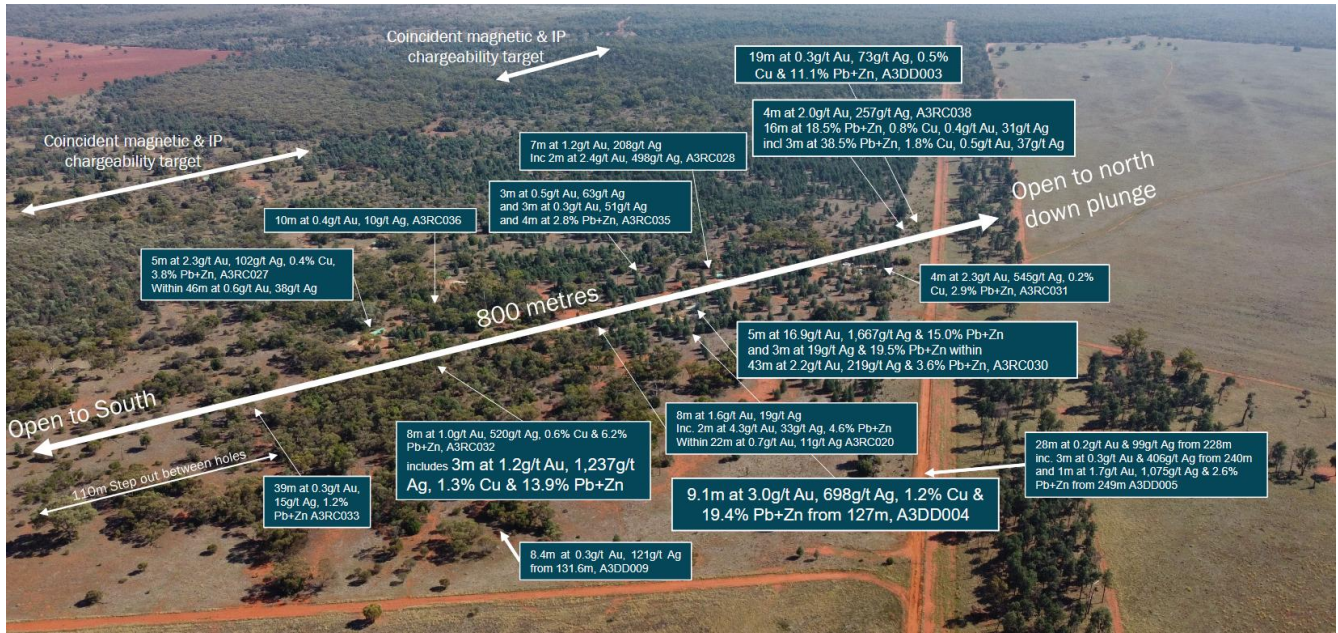 Coincident magnetic & IP
chargeability target
19m at 0.3g/t Au, 73g/t Ag, 0.5%
Cu & 11.1% Pb+Zn, A3DD003
4m at 2.0g/t Au, 257g/t Ag, A3RC038
16m at 18.5% Pb+Zn, 0.8% Cu, 0.4g/t Au, 31g/t Ag
incl 3m at 38.5% Pb+Zn, 1.8% Cu, 0.5g/t Au, 37g/t Ag
Coincident magnetic & IP
chargeability target
7m at 1.2g/t Au, 208g/t Ag
Inc 2m at 2.4g/t Au, 498g/t Ag, A3RC028
3m at 0.5g/t Au, 63g/t Ag
and 3m at 0.3g/t Au, 51g/t Ag
and 4m at 2.8% Pb+Zn, A3RC035
Open to north
down plunge
10m at 0.4g/t Au, 10g/t Ag, A3RC036
5m at 2.3g/t Au, 102g/t Ag, 0.4% Cu,
3.8% Pb+Zn, A3RC027
Within 46m at 0.6g/t Au, 38g/t Ag
4m at 2.3g/t Au, 545g/t Ag, 0.2%
Cu, 2.9% Pb+Zn, A3RC031
800 metres
5m at 16.9g/t Au, 1,667g/t Ag & 15.0% Pb+Zn
and 3m at 19g/t Ag & 19.5% Pb+Zn within
43m at 2.2g/t Au, 219g/t Ag & 3.6% Pb+Zn, A3RC030
Open to South
8m at 1.6g/t Au, 19g/t Ag
Inc. 2m at 4.3g/t Au, 33g/t Ag, 4.6% Pb+Zn
Within 22m at 0.7g/t Au, 11g/t Ag A3RC020
8m at 1.0g/t Au, 520g/t Ag, 0.6% Cu & 6.2%
Pb+Zn, A3RC032
includes 3m at 1.2g/t Au, 1,237g/t
Ag, 1.3% Cu & 13.9% Pb+Zn
28m at 0.2g/t Au & 99g/t Ag from 228m
inc. 3m at 0.3g/t Au & 406g/t Ag from 240m
and 1m at 1.7g/t Au, 1,075g/t Ag & 2.6%
Pb+Zn from 249m A3DD005
110m Step out between holes
39m at 0.3g/t Au,
15g/t Ag, 1.2%
Pb+Zn A3RC033
9.1m at 3.0g/t Au, 698g/t Ag, 1.2% Cu &
19.4% Pb+Zn from 127m, A3DD004
8.4m at 0.3g/t Au, 121g/t Ag
from 131.6m, A3DD009